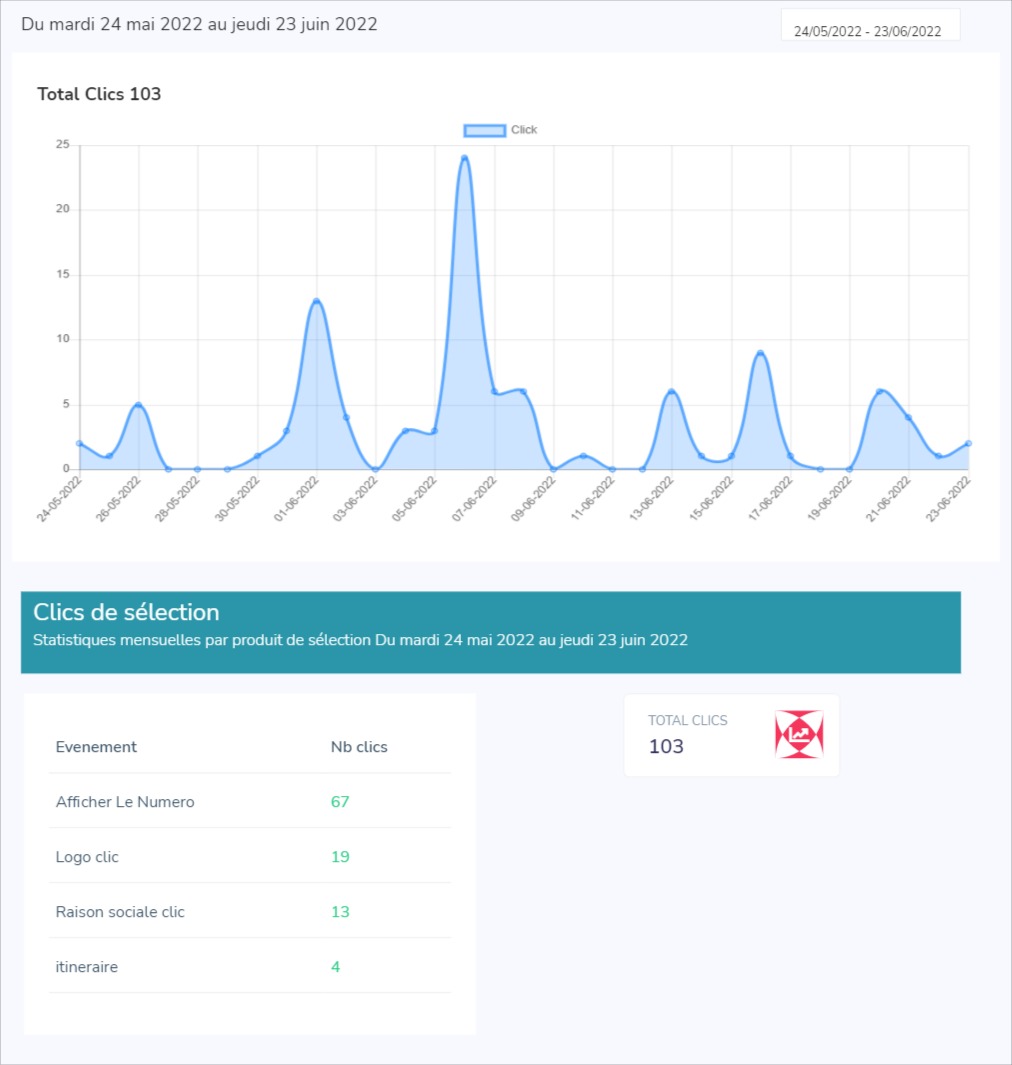 Du mardi 24 mai 2022 au jeudi 23 juin 2022
24/05/2022 - 23/06/2022
Total Clics 103
Click
25
20
15
10
5
0
24-05-2022 26-05-2022 28-05-2022 30-05-2022 01-06-2022 03-06-2022 05-06-2022 07-06-2022 09-06-2022 11-06-2022 13-06-2022 15-06-2022 17-06-2022 19-06-2022 21-06-2022 23-06-2022
Clics de sélection
Statistiques mensuelles par produit de sélection Du mardi 24 mai 2022 au jeudi 23 juin 2022
TOTAL CLICS
103
Evenement Nb clics
Afficher Le Numero 67
Logo clic 19
Raison sociale clic 13
itineraire 4